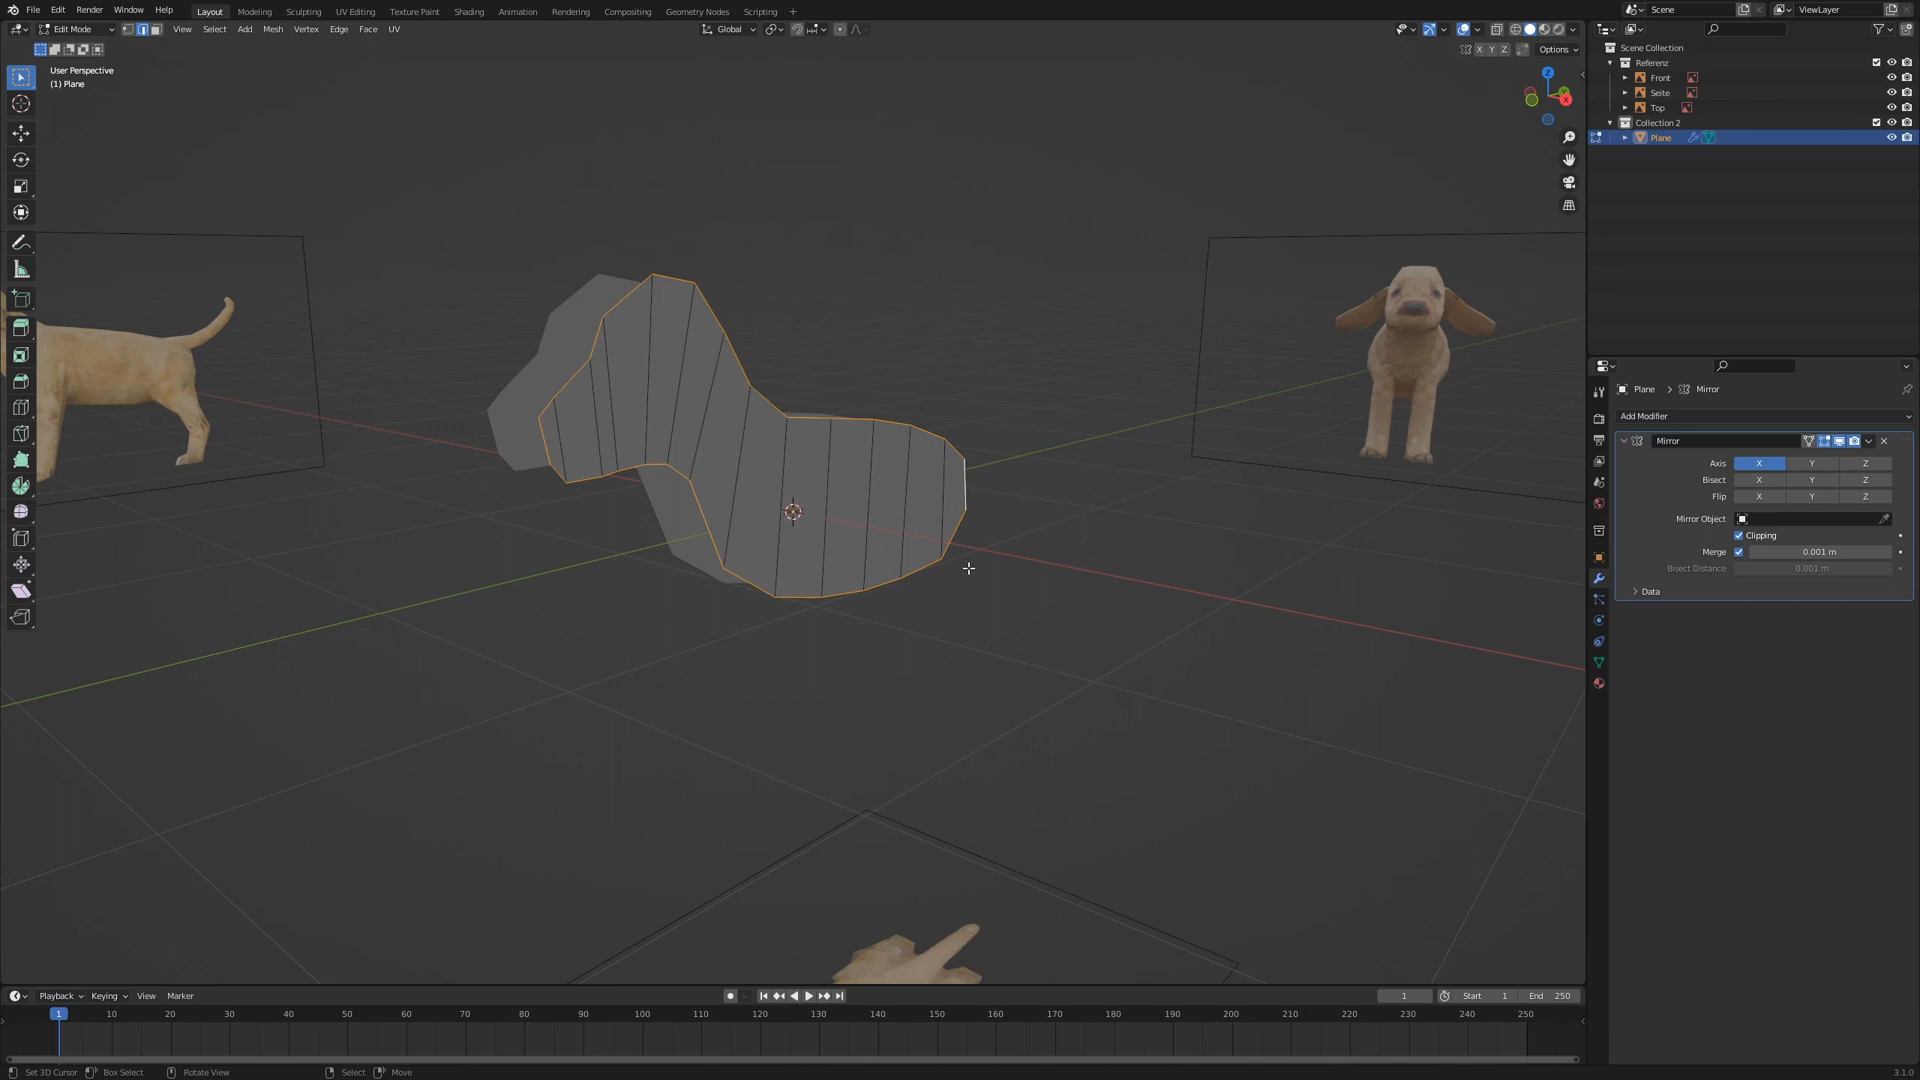 File Edit Render Window Help Layout Modeling Sculpting UV Editing Texture Paint Shading Animation Rendering Compositing Geometry Nodes Scripting + Scene ViewLayer
Edit Mode View Select Add Mesh Vertex Edge Face UV Global
X Y Z Options
User Perspective
(1) Plane
Z
X
Scene Collection
Referenz
Front
Seite
Top
Collection 2
Plane
Plane > Mirror
Add Modifier
Mirror
Axis X Y Z
Bisect X Y Z
Flip X Y Z
Mirror Object
Clipping
Merge 0.001 m
Bisect Distance 0.001 m
Data
Playback Keying View Marker 1 Start 1 End 250
1 10 20 30 40 50 60 70 80 90 100 110 120 130 140 150 160 170 180 190 200 210 220 230 240 250
Set 3D Cursor Box Select Rotate View Select Move 3.1.0